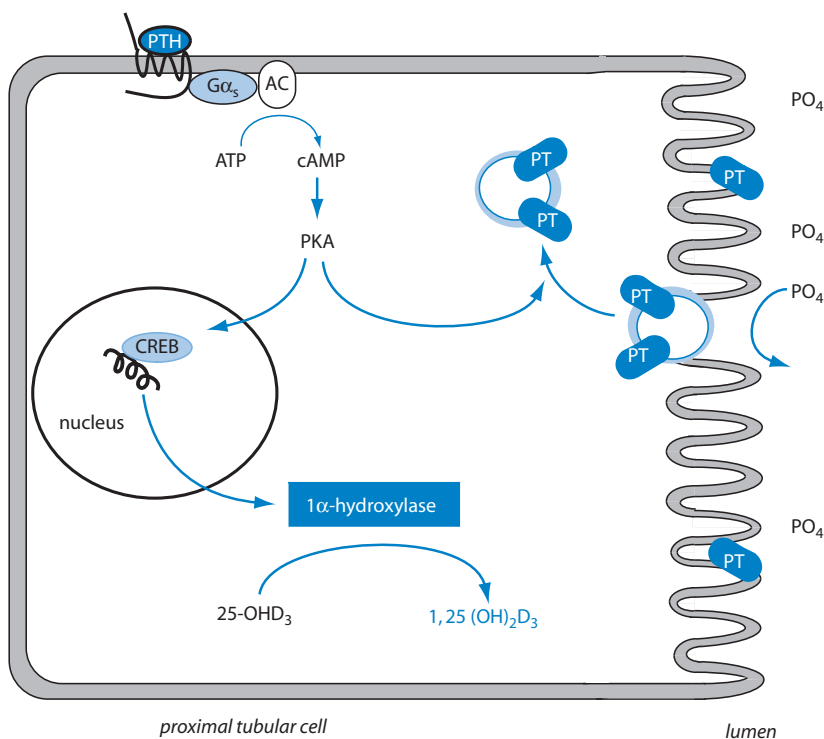 PTH
Gαs
AC
ATP
cAMP
PKA
PT
PT
PT
PT
PT
PT
PO4
PO4
PO4
PO4
CREB
nucleus
1α-hydroxylase
25-OHD3
1, 25 (OH)2D3
proximal tubular cell
lumen